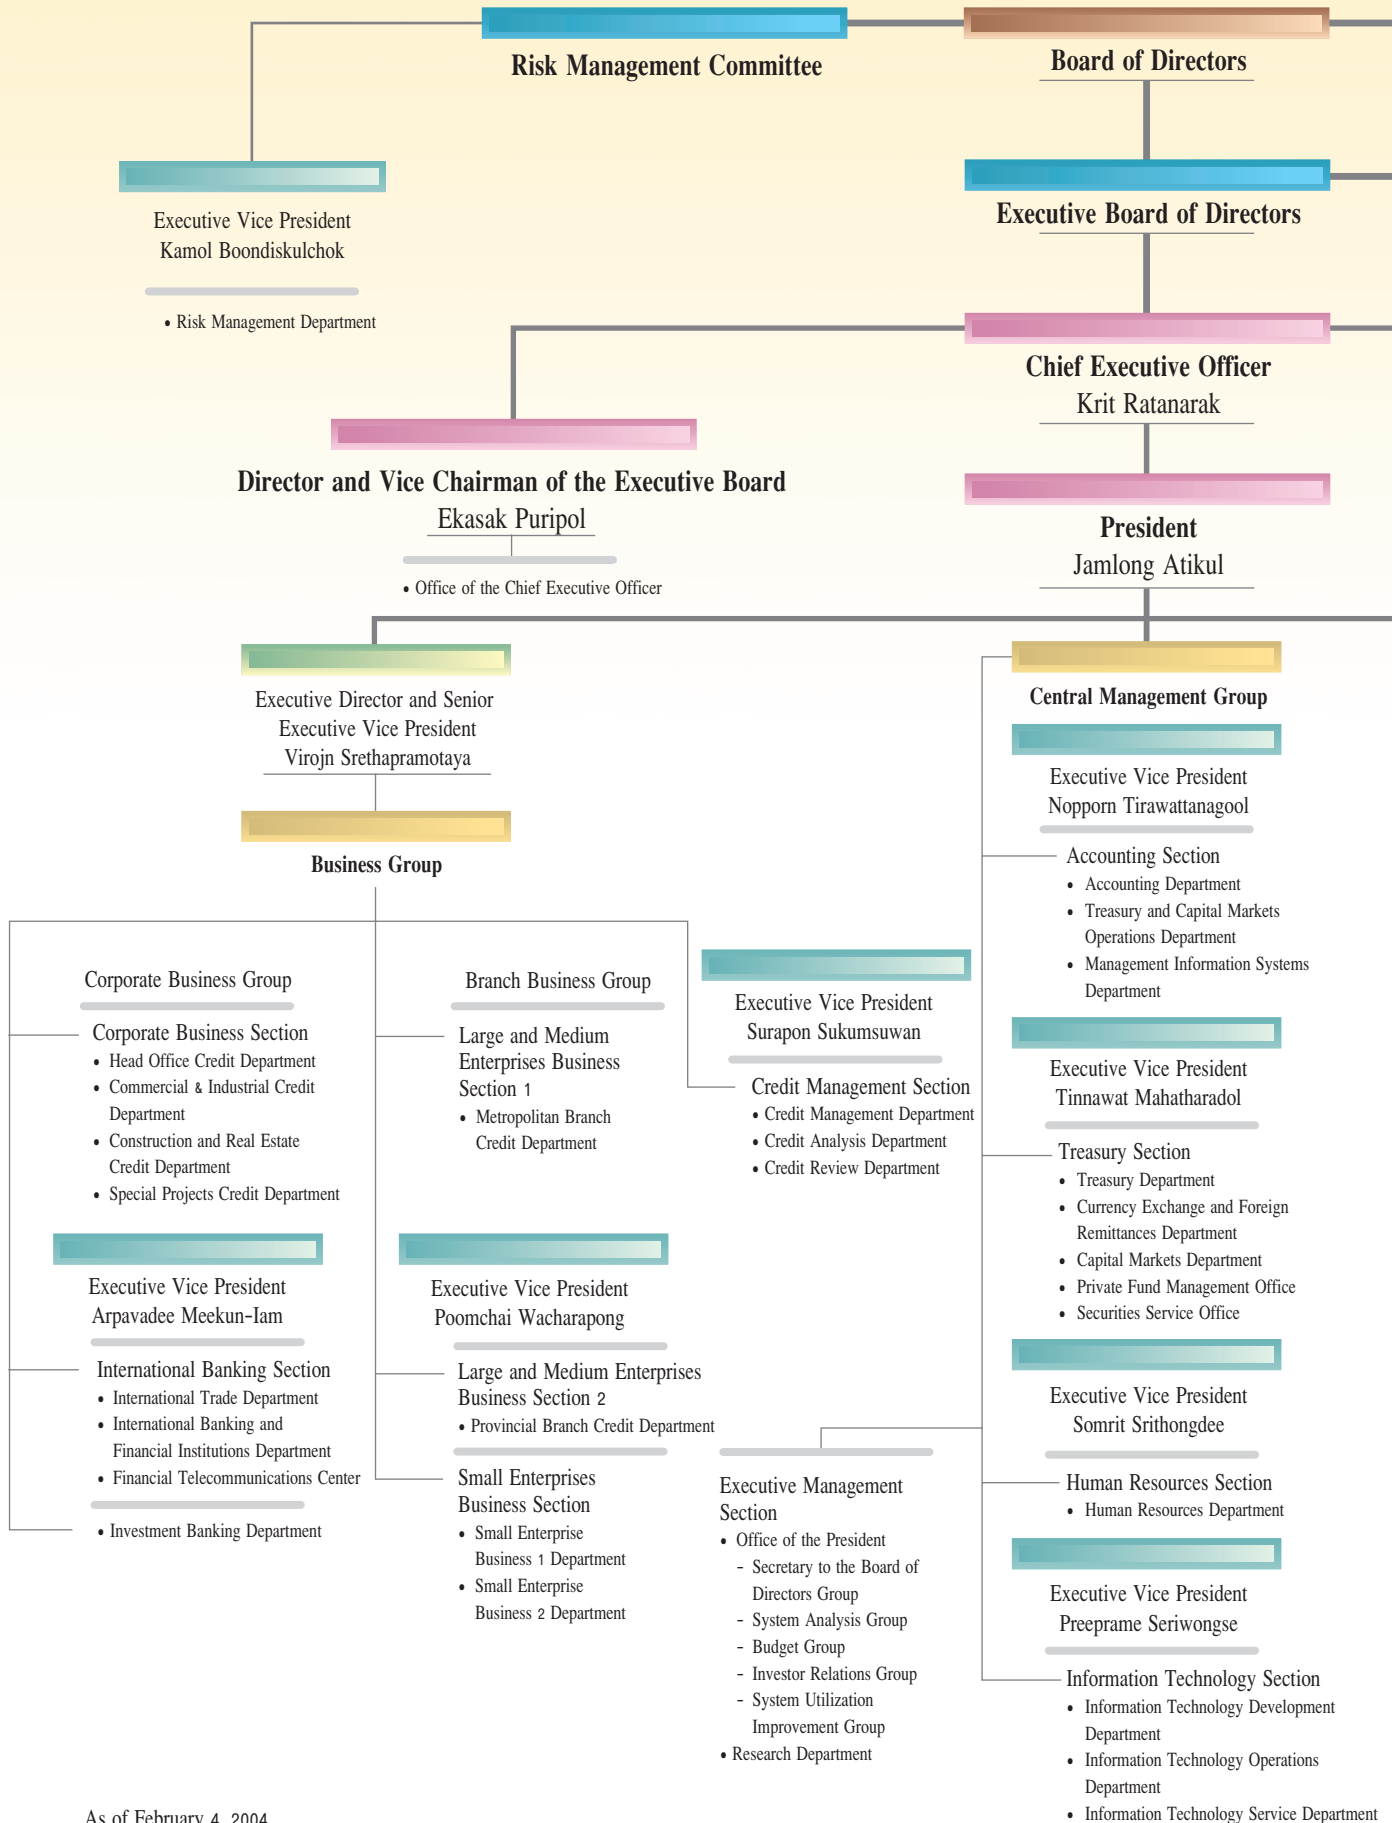 Risk Management Committee
Board of Directors
Executive Board of Directors
Executive Vice President
Kamol Boondiskulchok
• Risk Management Department
Chief Executive Officer
Krit Ratanarak
Director and Vice Chairman of the Executive Board
Ekasak Puripol
• Office of the Chief Executive Officer
President
Jamlong Atikul
Executive Director and Senior
Executive Vice President
Virojn Srethapramotaya
Business Group
Corporate Business Group
Corporate Business Section
• Head Office Credit Department
• Commercial & Industrial Credit
Department
• Construction and Real Estate
Credit Department
• Special Projects Credit Department
Executive Vice President
Arpavadee Meekun-Iam
International Banking Section
• International Trade Department
• International Banking and
Financial Institutions Department
• Financial Telecommunications Center
• Investment Banking Department
Branch Business Group
Large and Medium
Enterprises Business
Section 1
• Metropolitan Branch
Credit Department
Executive Vice President
Poomchai Wacharapong
Large and Medium Enterprises
Business Section 2
• Provincial Branch Credit Department
Small Enterprises
Business Section
• Small Enterprise
Business 1 Department
• Small Enterprise
Business 2 Department
Executive Vice President
Surapon Sukumsuwan
Credit Management Section
• Credit Management Department
• Credit Analysis Department
• Credit Review Department
Executive Management
Section
• Office of the President
- Secretary to the Board of
Directors Group
- System Analysis Group
- Budget Group
- Investor Relations Group
- System Utilization
Improvement Group
• Research Department
Central Management Group
Executive Vice President
Nopporn Tirawattanagool
Accounting Section
• Accounting Department
• Treasury and Capital Markets
Operations Department
• Management Information Systems
Department
Executive Vice President
Tinnawat Mahatharadol
Treasury Section
• Treasury Department
• Currency Exchange and Foreign
Remittances Department
• Capital Markets Department
• Private Fund Management Office
• Securities Service Office
Executive Vice President
Somrit Srithongdee
Human Resources Section
• Human Resources Department
Executive Vice President
Preeprame Seriwongse
Information Technology Section
• Information Technology Development
Department
• Information Technology Operations
Department
• Information Technology Service Department
As of February 4, 2004